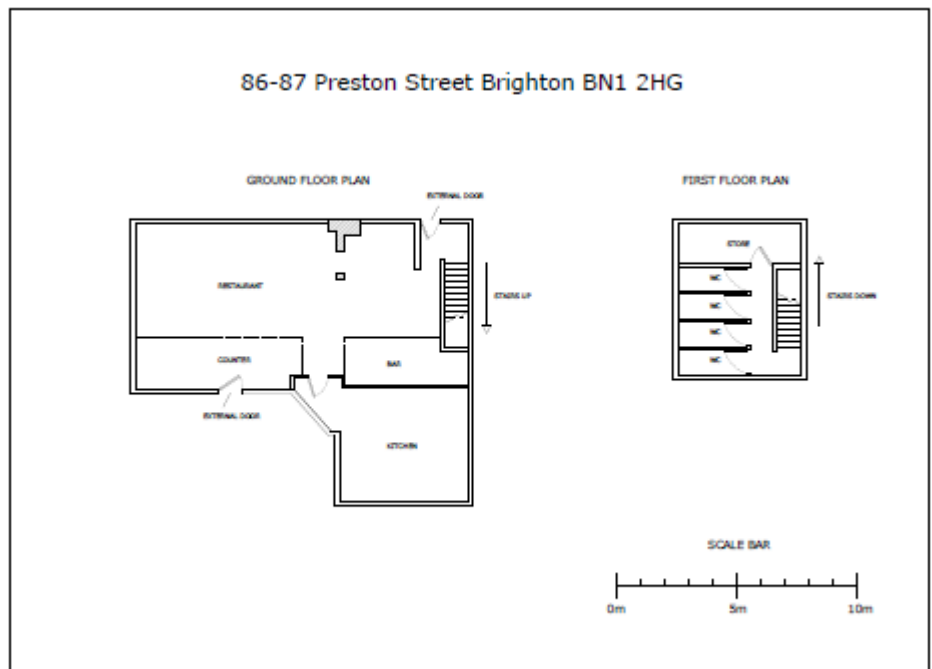 86-87 Preston Street Brighton BN1 2HG
GROUND FLOOR PLAN
FIRST FLOOR PLAN
EXTERNAL DOOR
STORE
RESTAURANT
WC
STAIRS UP
STAIRS DOWN
WC
WC
COUNTER
BAR
WC
EXTERNAL DOOR
KITCHEN
SCALE BAR
0m 5m 10m